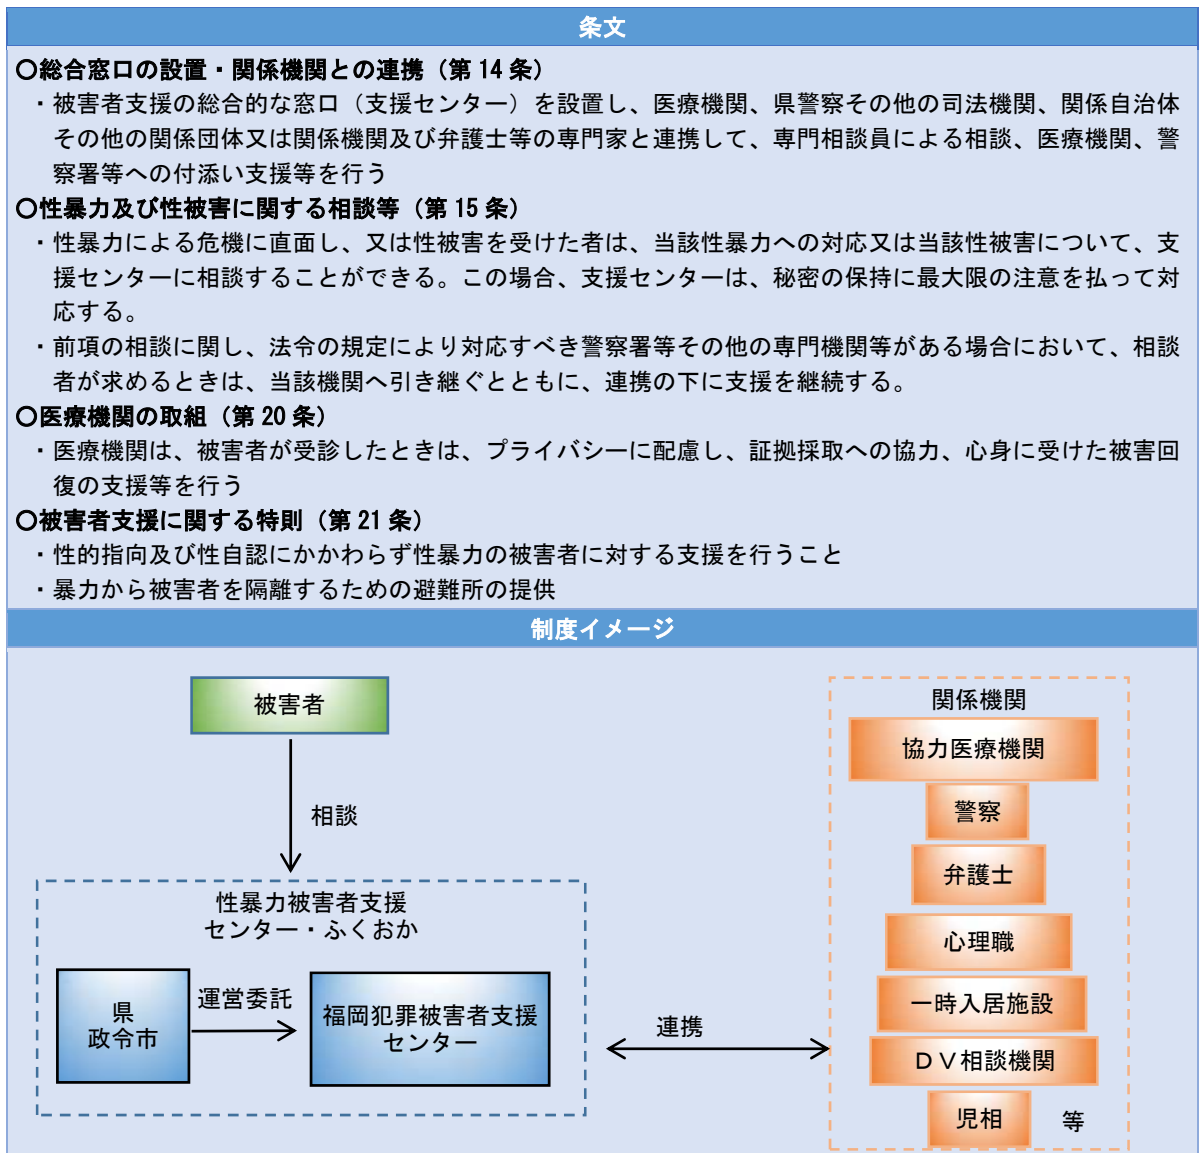 条文
〇総合窓口の設置・関係機関との連携（第 14 条）
・被害者支援の総合的な窓口（支援センター）を設置し、医療機関、県警察その他の司法機関、関係自治体
その他の関係団体又は関係機関及び弁護士等の専門家と連携して、専門相談員による相談、医療機関、警
察署等への付添い支援等を行う
〇性暴力及び性被害に関する相談等（第 15 条）
・性暴力による危機に直面し、又は性被害を受けた者は、当該性暴力への対応又は当該性被害について、支
援センターに相談することができる。この場合、支援センターは、秘密の保持に最大限の注意を払って対
応する。
・前項の相談に関し、法令の規定により対応すべき警察署等その他の専門機関等がある場合において、相談
者が求めるときは、当該機関へ引き継ぐとともに、連携の下に支援を継続する。
〇医療機関の取組（第 20 条）
・医療機関は、被害者が受診したときは、プライバシーに配慮し、証拠採取への協力、心身に受けた被害回
復の支援等を行う
〇被害者支援に関する特則（第 21 条）
・性的指向及び性自認にかかわらず性暴力の被害者に対する支援を行うこと
・暴力から被害者を隔離するための避難所の提供
制度イメージ
被害者
相談
性暴力被害者支援
センター・ふくおか
県
政令市
運営委託
福岡犯罪被害者支援
センター
連携
関係機関
協力医療機関
警察
弁護士
心理職
一時入居施設
ＤＶ相談機関
児相
等